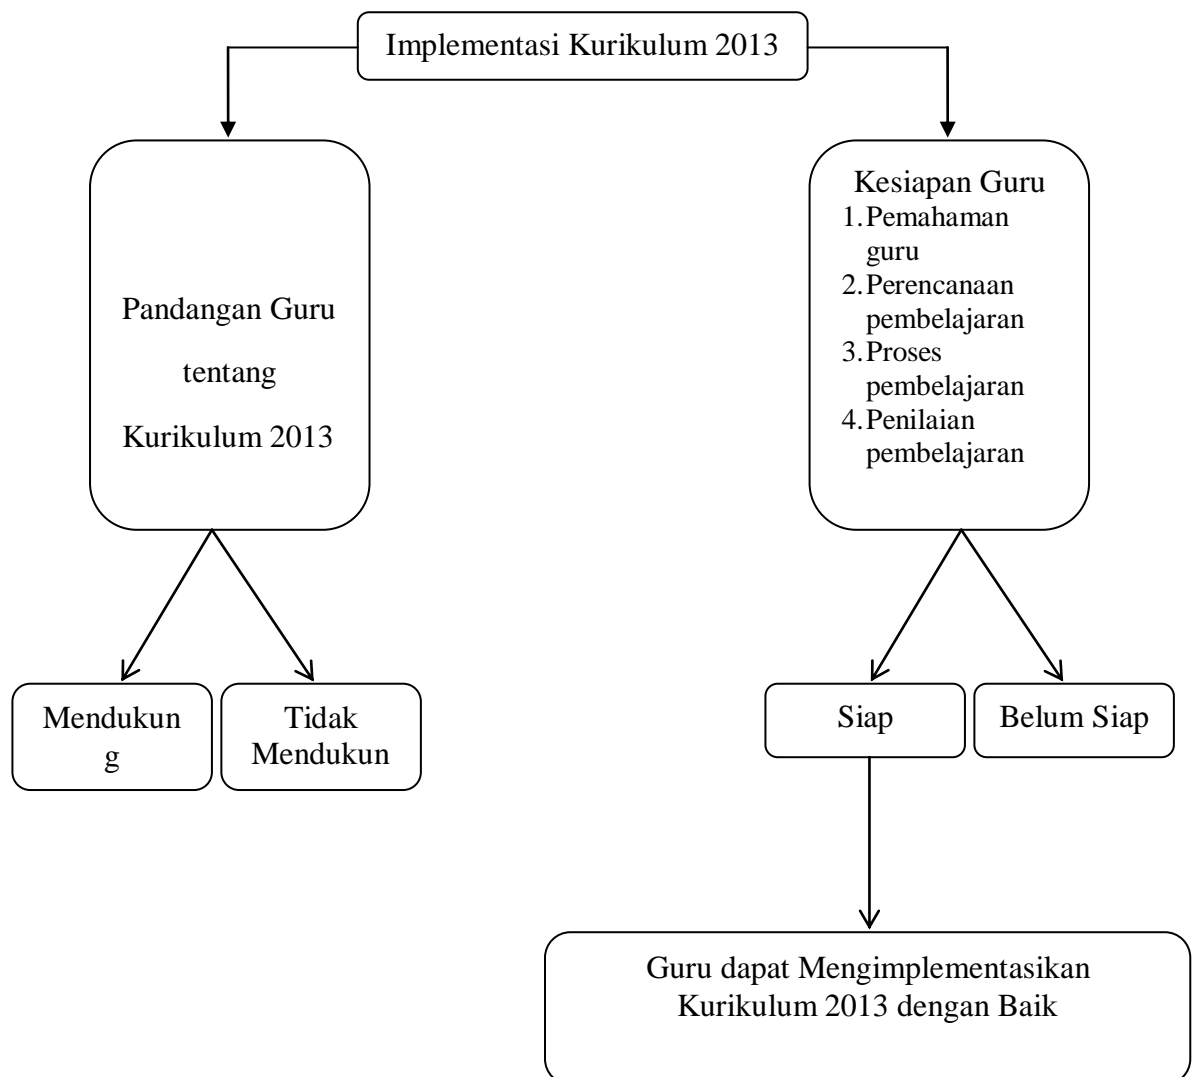 Implementasi Kurikulum 2013
Pandangan Guru
tentang
Kurikulum 2013
Kesiapan Guru
1. Pemahaman
guru
2. Perencanaan
pembelajaran
3. Proses
pembelajaran
4. Penilaian
pembelajaran
Mendukun
g
Tidak
Mendukun
Siap
Belum Siap
Guru dapat Mengimplementasikan
Kurikulum 2013 dengan Baik